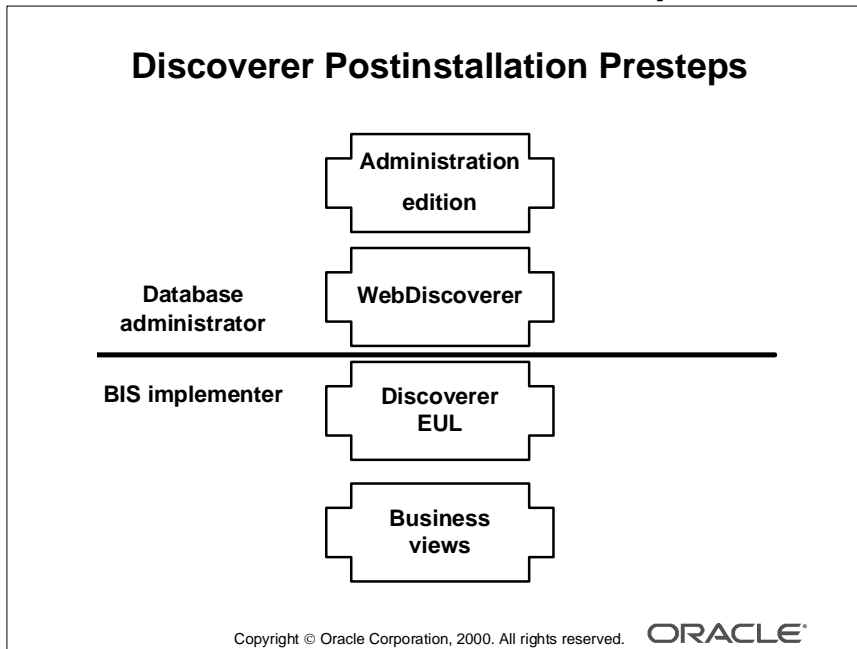 Discoverer Postinstallation Presteps
Administration
edition
Database
administrator
WebDiscoverer
BIS implementer
Discoverer
EUL
Business
views
Copyright © Oracle Corporation, 2000. All rights reserved.
ORACLE®